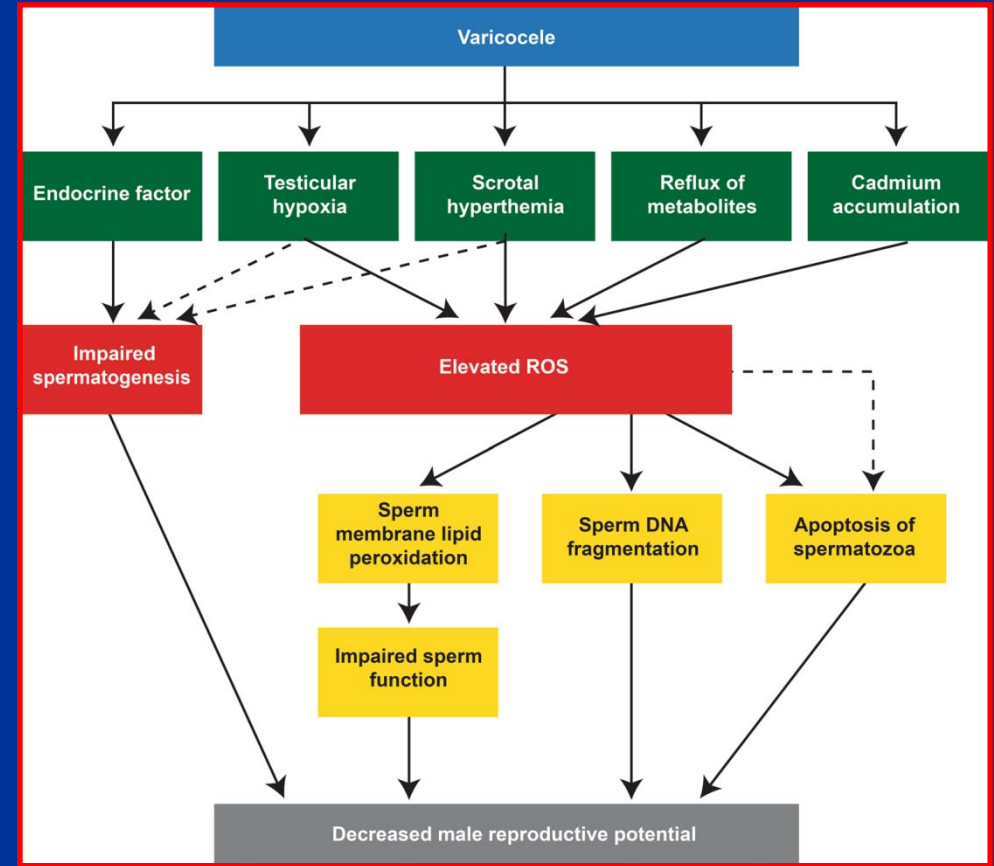 Varicocele
Endocrine factor
Testicular
hypoxia
Scrotal
hyperthemia
Reflux of
metabolites
Cadmium
accumulation
Impaired
spermatogenesis
Elevated ROS
Sperm
membrane lipid
peroxidation
Sperm DNA
fragmentation
Apoptosis of
spermatozoa
Impaired sperm
function
Decreased male reproductive potential